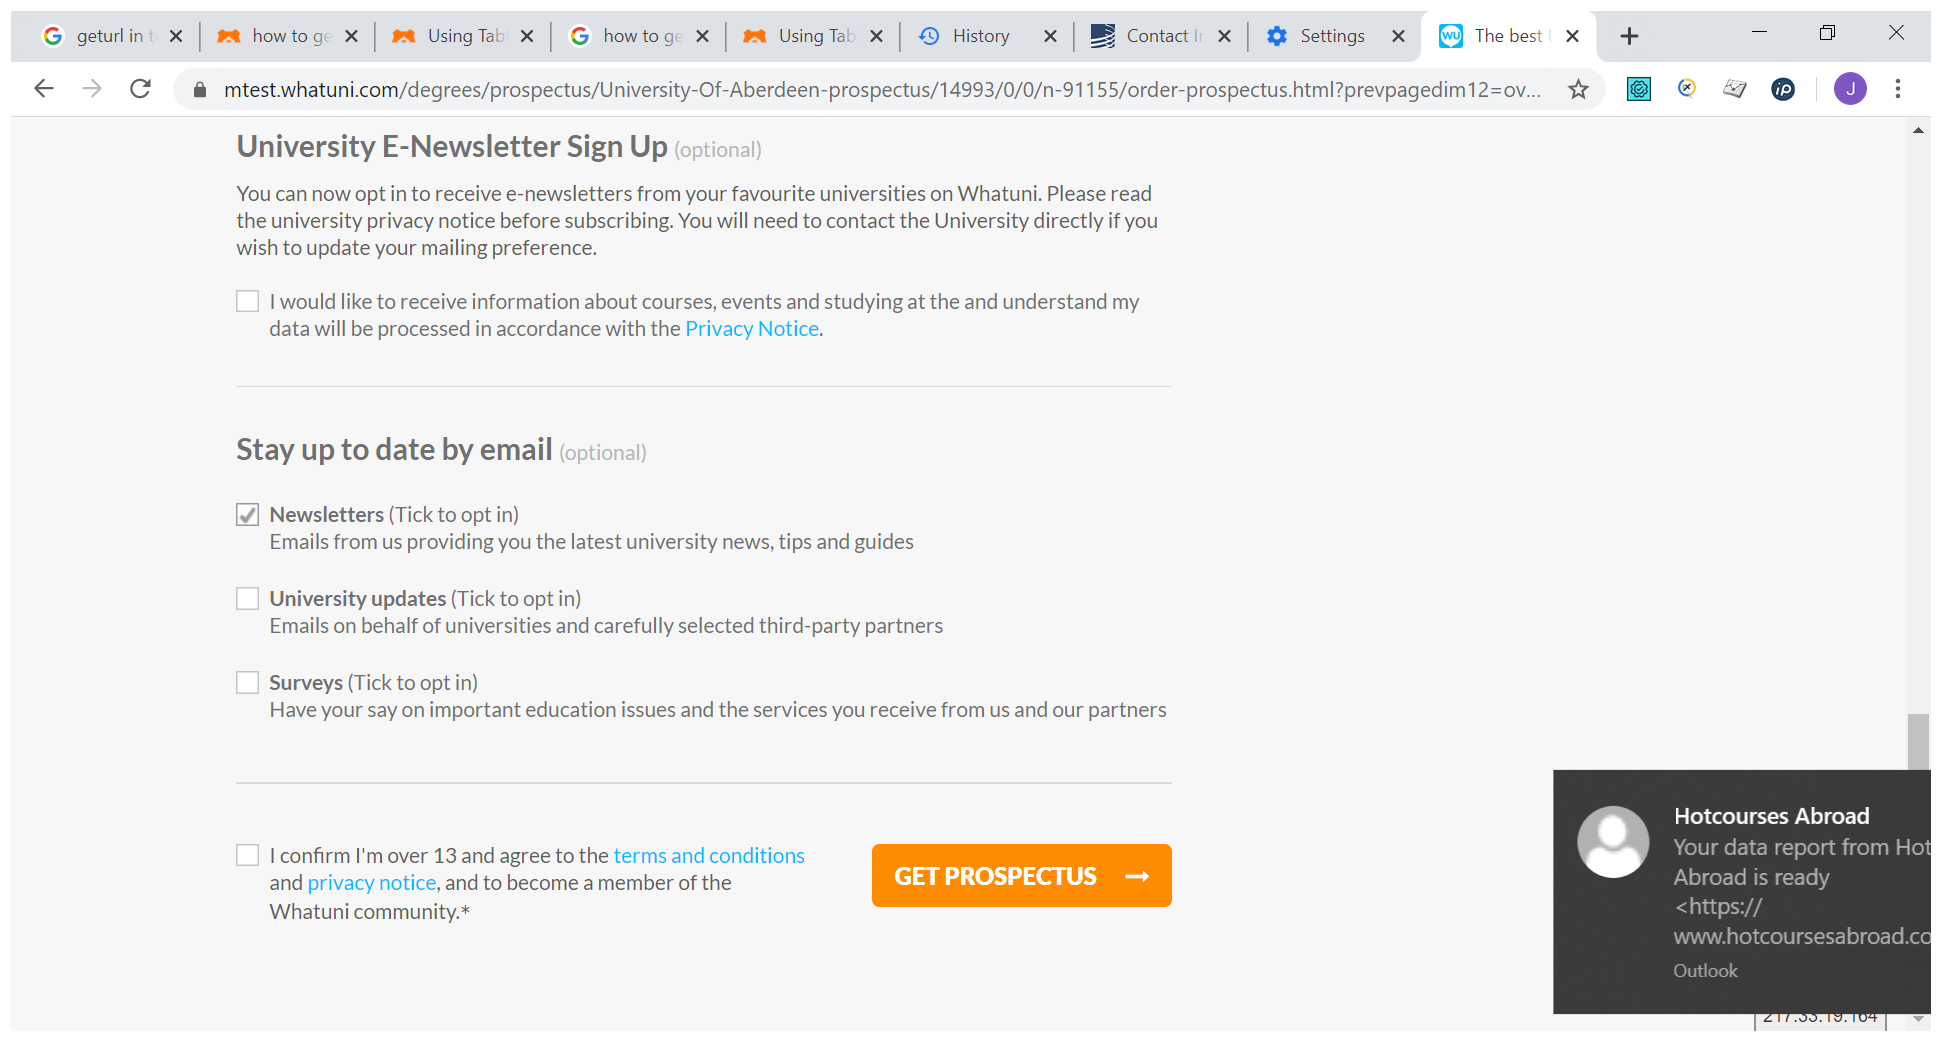 geturl in t
how to ge
Using Tab
how to ge
Using Tab
History
Contact In
Settings
The best U
mtest.whatuni.com/degrees/prospectus/University-Of-Aberdeen-prospectus/14993/0/0/n-91155/order-prospectus.html?prevpagedim12=ov...
J
University E-Newsletter Sign Up (optional)
You can now opt in to receive e-newsletters from your favourite universities on Whatuni. Please read
the university privacy notice before subscribing. You will need to contact the University directly if you
wish to update your mailing preference.
I would like to receive information about courses, events and studying at the and understand my
data will be processed in accordance with the Privacy Notice.
Stay up to date by email (optional)
Newsletters (Tick to opt in)
Emails from us providing you the latest university news, tips and guides
University updates (Tick to opt in)
Emails on behalf of universities and carefully selected third-party partners
Surveys (Tick to opt in)
Have your say on important education issues and the services you receive from us and our partners
I confirm I'm over 13 and agree to the terms and conditions
and privacy notice, and to become a member of the
Whatuni community.*
GET PROSPECTUS
Hotcourses Abroad
Your data report from Hot
Abroad is ready
<https://
www.hotcoursesabroad.co
Outlook
217.33.19.164